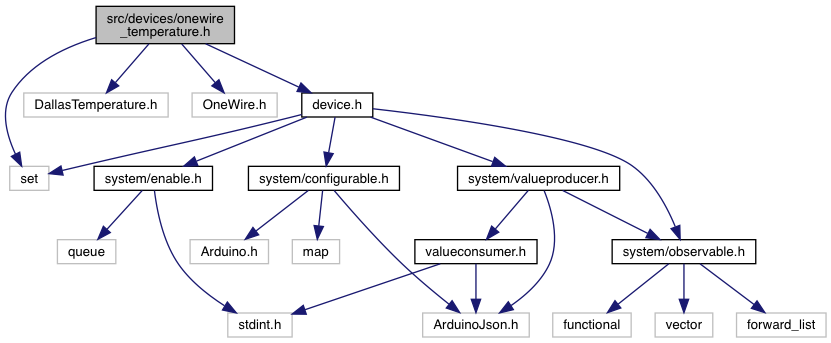 src/devices/onewire
_temperature.h
DallasTemperature.h
OneWire.h
device.h
set
system/enable.h
system/configurable.h
system/valueproducer.h
queue
Arduino.h
map
valueconsumer.h
system/observable.h
stdint.h
ArduinoJson.h
functional
vector
forward_list